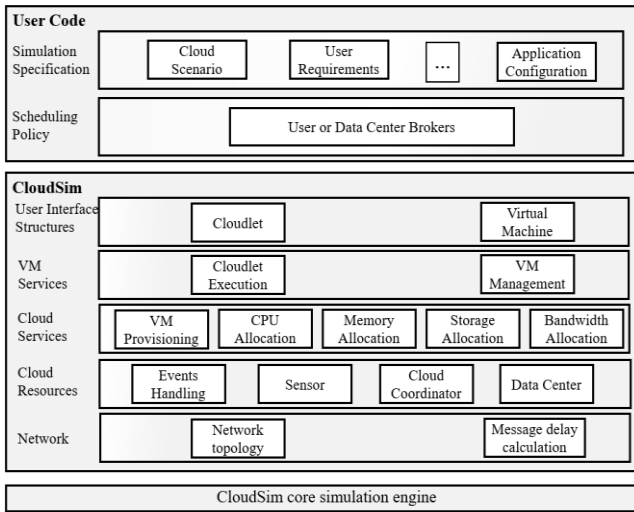 User Code
Simulation
Specification
Cloud
Scenario
User
Requirements
...
Application
Configuration
Scheduling
Policy
User or Data Center Brokers
CloudSim
User Interface
Structures
Cloudlet
Virtual
Machine
VM
Services
Cloudlet
Execution
VM
Management
Cloud
Services
VM
Provisioning
CPU
Allocation
Memory
Allocation
Storage
Allocation
Bandwidth
Allocation
Cloud
Resources
Events
Handling
Sensor
Cloud
Coordinator
Data Center
Network
Network
topology
Message delay
calculation
CloudSim core simulation engine